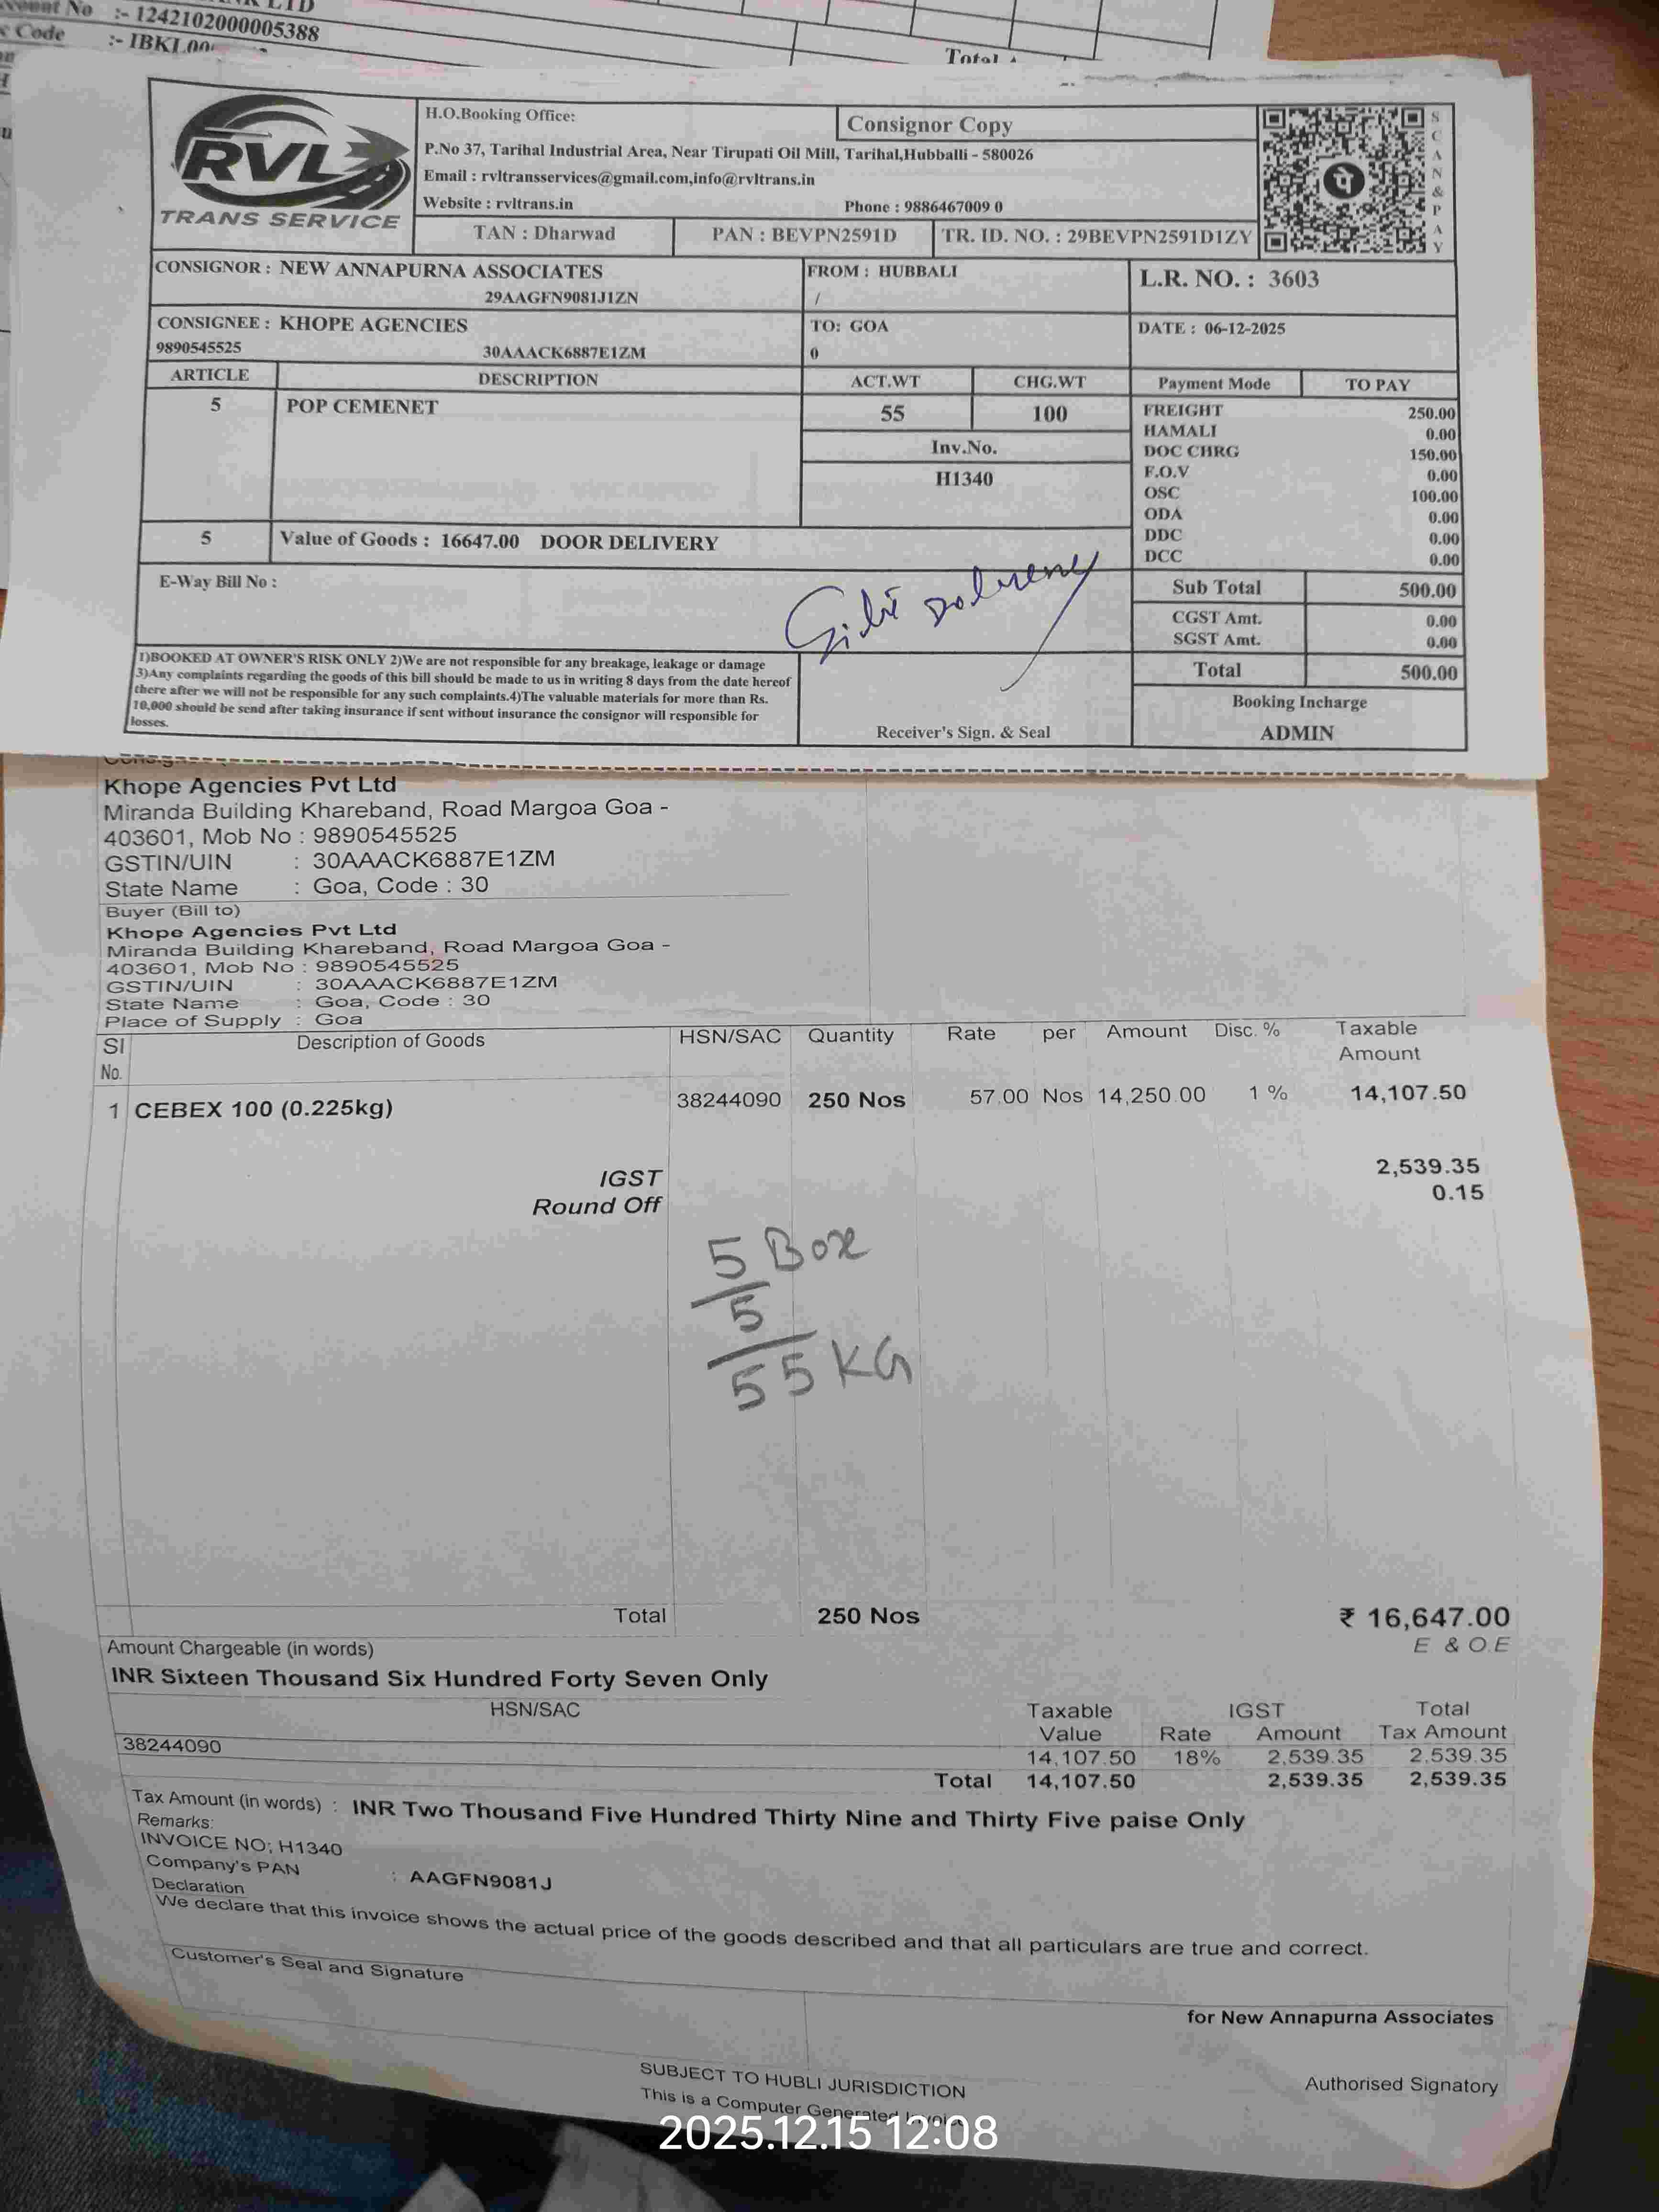 :- 1242102000005388
Code :- IBKL00
Total
RVL
TRANS SERVICE
H.O.Booking Office:
Consignor Copy
P.No 37, Tarihal Industrial Area, Near Tirupati Oil Mill, Tarihal,Hubballi - 580026
Email : rvltransservices@gmail.com,info@rvltrans.in
Website : rvltrans.in Phone : 9886467009 0
TAN : Dharwad PAN : BEVPN2591D TR. ID. NO. : 29BEVPN2591D1ZY
SCAN & PAY
CONSIGNOR : NEW ANNAPURNA ASSOCIATES
29AAGFN9081J1ZN
FROM : HUBBALI
/
L.R. NO. : 3603
CONSIGNEE : KHOPE AGENCIES
9890545525 30AAACK6887E1ZM
TO: GOA
0
DATE : 06-12-2025
ARTICLE DESCRIPTION ACT.WT CHG.WT Payment Mode TO PAY
5 POP CEMENET 55 100
Inv.No.
H1340
FREIGHT 250.00
HAMALI 0.00
DOC CHRG 150.00
F.O.V 0.00
OSC 100.00
ODA 0.00
DDC 0.00
DCC 0.00
5 Value of Goods : 16647.00 DOOR DELIVERY
E-Way Bill No :
Sub Total 500.00
CGST Amt. 0.00
SGST Amt. 0.00
Total 500.00
1)BOOKED AT OWNER'S RISK ONLY 2)We are not responsible for any breakage, leakage or damage
3)Any complaints regarding the goods of this bill should be made to us in writing 8 days from the date hereof
there after we will not be responsible for any such complaints.4)The valuable materials for more than Rs.
10,000 should be send after taking insurance if sent without insurance the consignor will responsible for
losses.
Receiver's Sign. & Seal
Booking Incharge
ADMIN
Khope Agencies Pvt Ltd
Miranda Building Khareband, Road Margoa Goa -
403601, Mob No : 9890545525
GSTIN/UIN : 30AAACK6887E1ZM
State Name : Goa, Code : 30
Buyer (Bill to)
Khope Agencies Pvt Ltd
Miranda Building Khareband, Road Margoa Goa -
403601, Mob No : 9890545525
GSTIN/UIN : 30AAACK6887E1ZM
State Name : Goa, Code : 30
Place of Supply : Goa
Sl No. Description of Goods HSN/SAC Quantity Rate per Amount Disc. % Taxable Amount
1 CEBEX 100 (0.225kg) 38244090 250 Nos 57.00 Nos 14,250.00 1 % 14,107.50
IGST 2,539.35
Round Off 0.15
5 Box
5
55 KG
Total 250 Nos ₹ 16,647.00
Amount Chargeable (in words) E & O.E
INR Sixteen Thousand Six Hundred Forty Seven Only
HSN/SAC Taxable Value IGST Rate Amount Total Tax Amount
38244090 14,107.50 18% 2,539.35 2,539.35
Total 14,107.50 2,539.35 2,539.35
Tax Amount (in words) : INR Two Thousand Five Hundred Thirty Nine and Thirty Five paise Only
Remarks:
INVOICE NO; H1340
Company's PAN : AAGFN9081J
Declaration
We declare that this invoice shows the actual price of the goods described and that all particulars are true and correct.
Customer's Seal and Signature
for New Annapurna Associates
Authorised Signatory
SUBJECT TO HUBLI JURISDICTION
This is a Computer Generated Invoice
2025.12.15 12:08